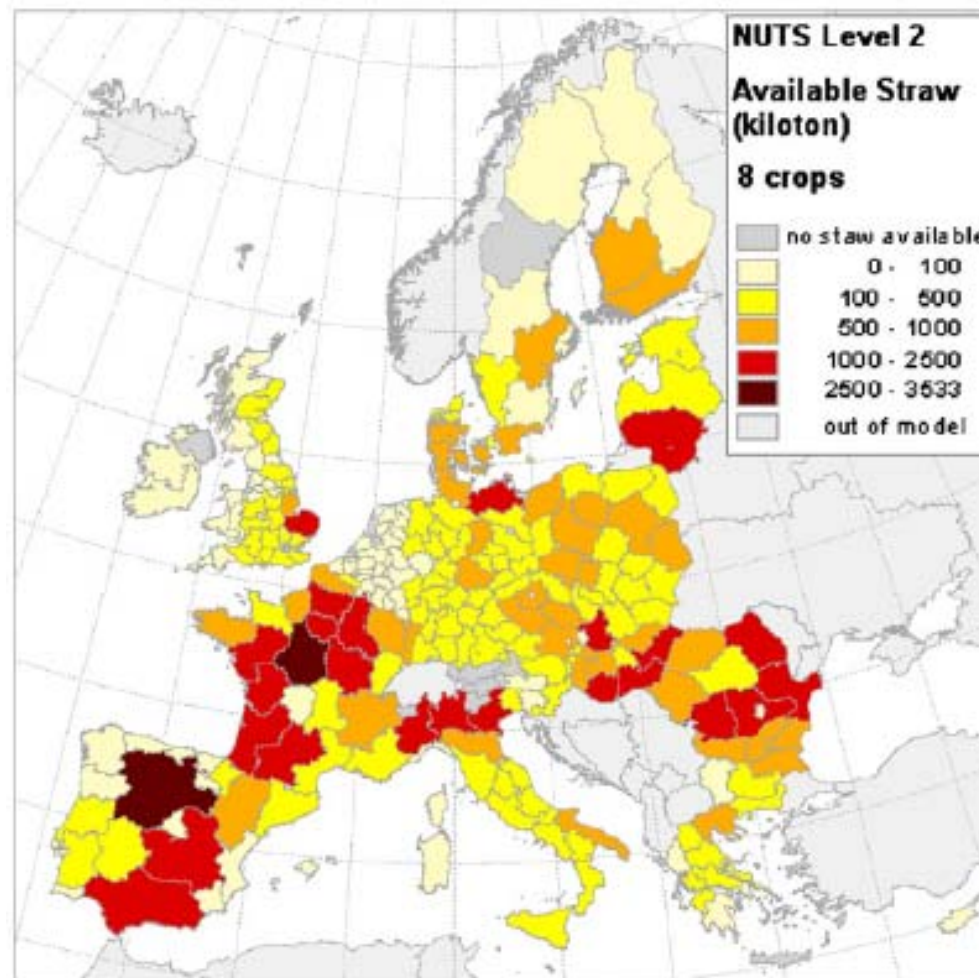 NUTS Level 2
Available Straw
(kiloton)
8 crops
no staw available
0 - 100
100 - 500
500 - 1000
1000 - 2500
2500 - 3533
out of model